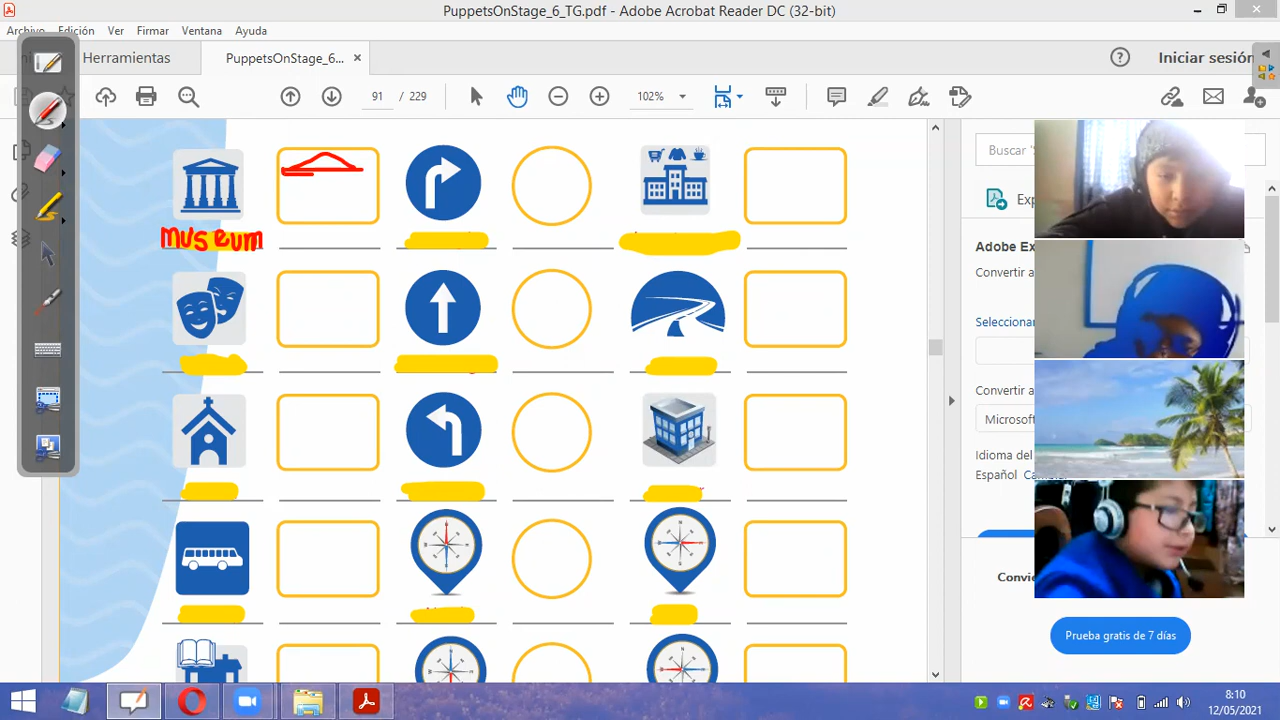 PuppetsOnStage_6_TG.pdf - Adobe Acrobat Reader DC (32-bit)
Archivo Edición Ver Firmar Ventana Ayuda
Herramientas
PuppetsOnStage_6...
Iniciar sesión
91 / 229
102%
Buscar
Adobe Ex
Convertir a
Seleccionar
Convertir a
Microsoft
Idioma del
Español Cambiar
Convie
Prueba gratis de 7 días
museum
8:10
12/05/2021